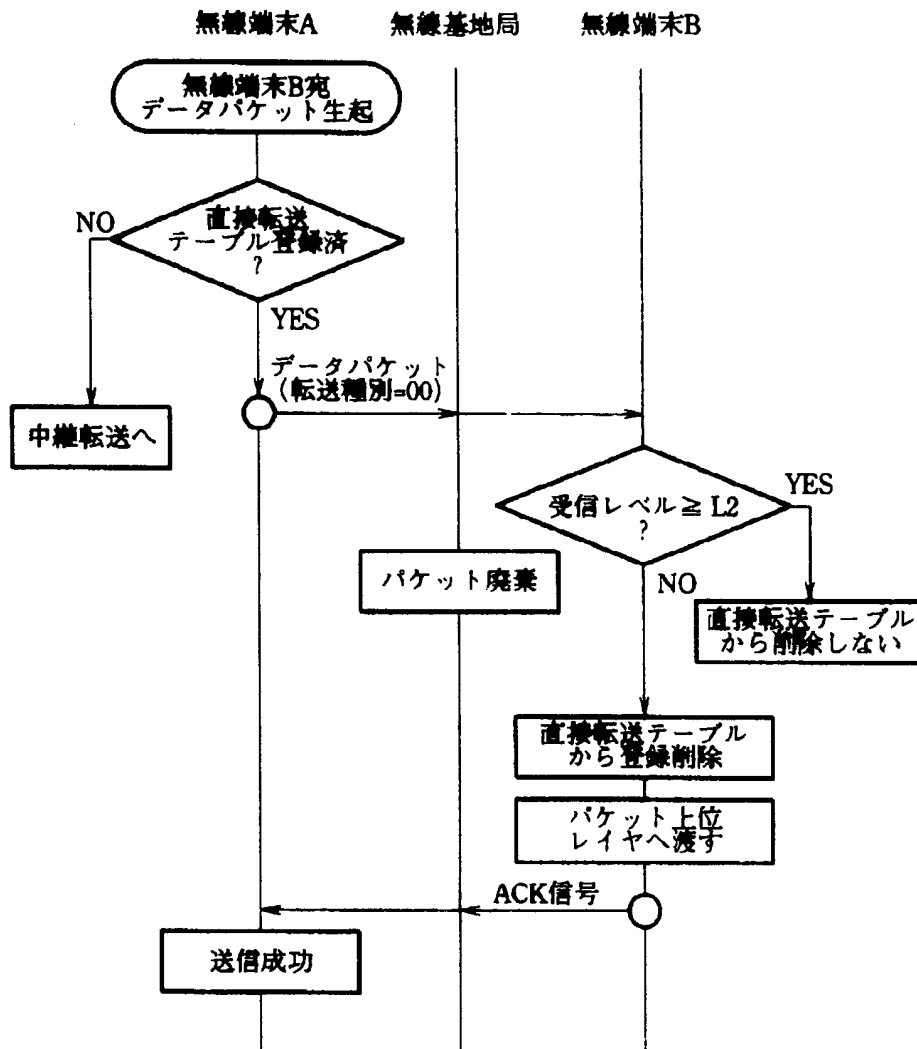 無線端末A
無線基地局
無線端末B
無線端末B宛
データパケット生起
直接転送
テーブル登録済
?
NO
YES
データパケット
(転送種別=00)
中継転送へ
受信レベル≧L2
?
YES
NO
パケット廃棄
直接転送テーブル
から削除しない
直接転送テーブル
から登録削除
パケット上位
レイヤへ渡す
ACK信号
送信成功